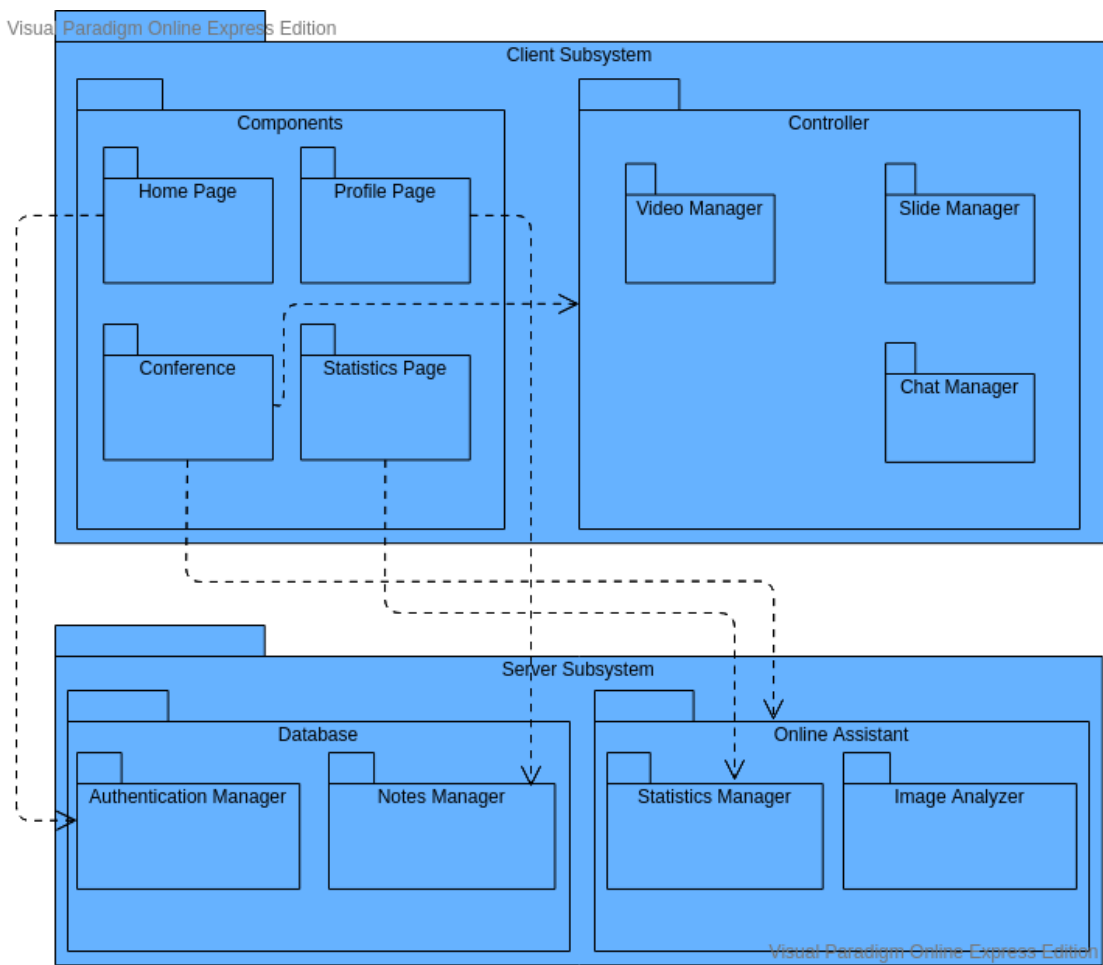 Visual Paradigm Online Express Edition
Client Subsystem
Components
Controller
Home Page
Profile Page
Video Manager
Slide Manager
Conference
Statistics Page
Chat Manager
Server Subsystem
Database
Online Assistant
Authentication Manager
Notes Manager
Statistics Manager
Image Analyzer
Visual Paradigm Online Express Edition